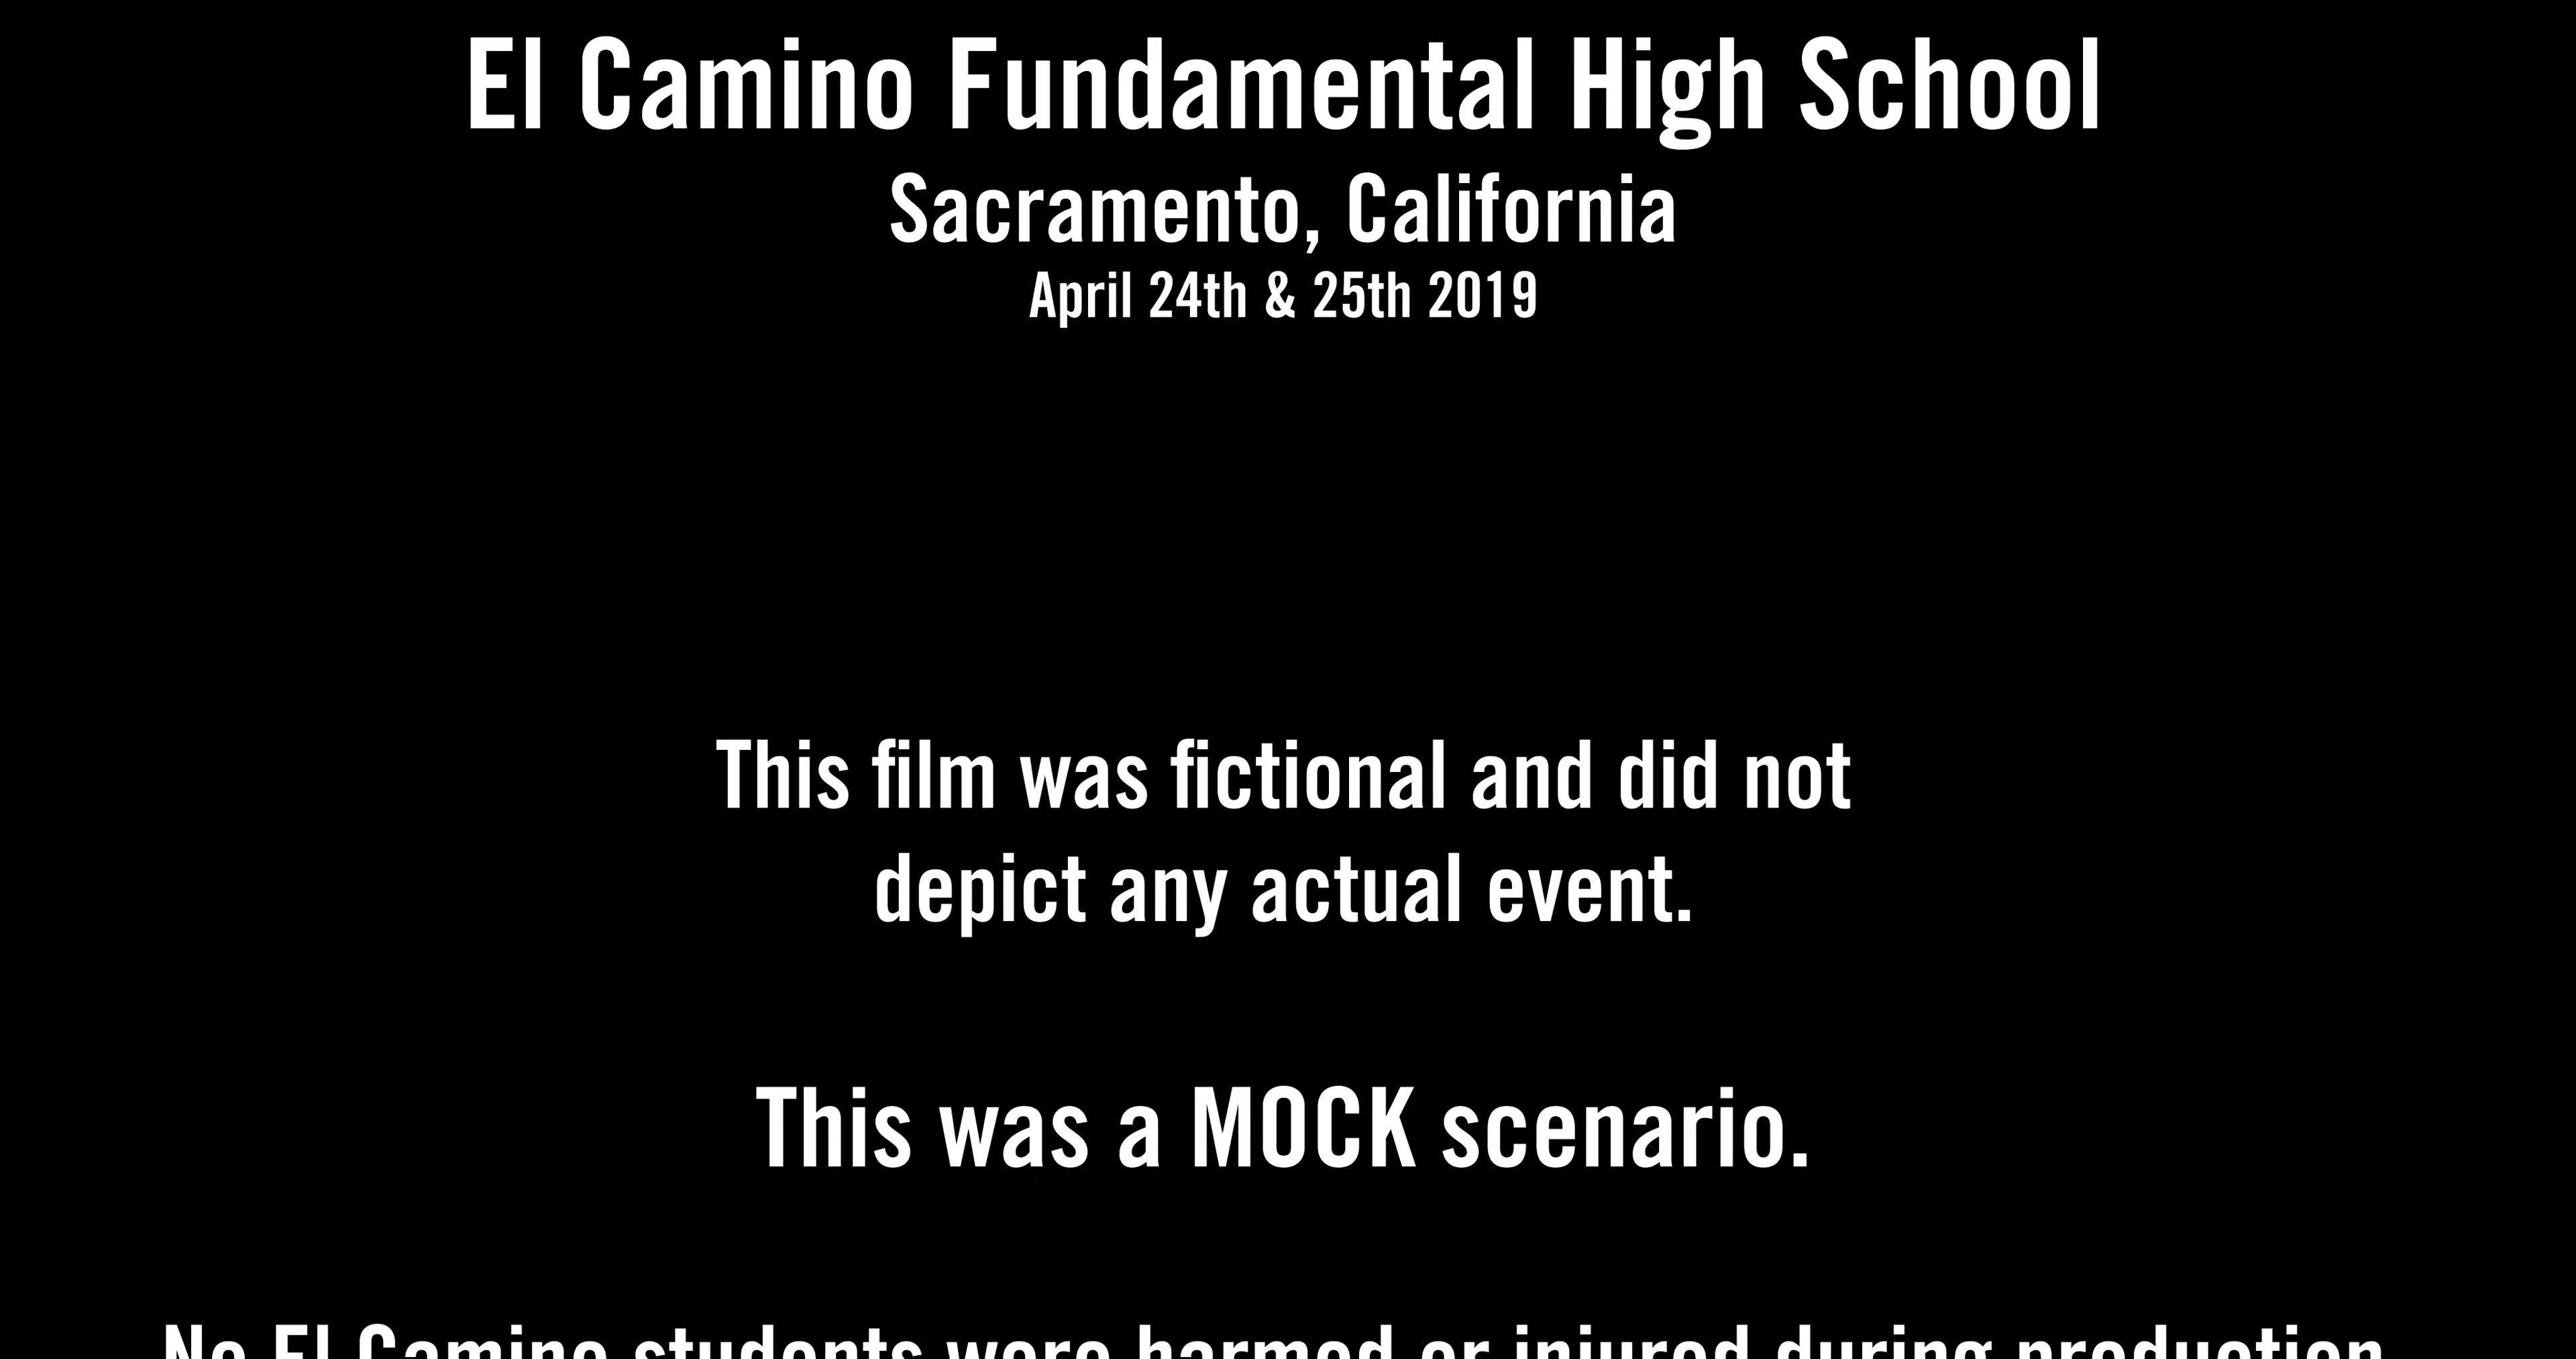 El Camino Fundamental High School
Sacramento, California
April 24th & 25th 2019
This film was fictional and did not
depict any actual event.
This was a MOCK scenario.
No El Camino students were harmed or injured during production